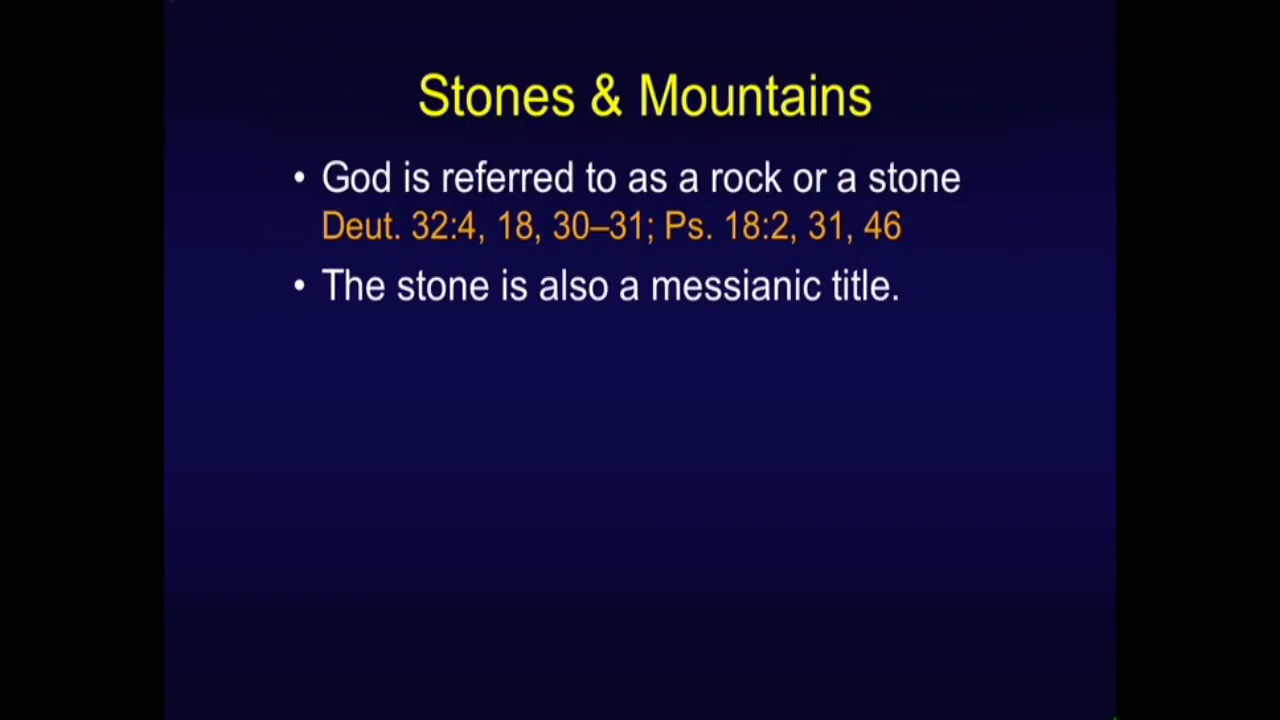 Stones & Mountains
• God is referred to as a rock or a stone
Deut. 32:4, 18, 30–31; Ps. 18:2, 31, 46
• The stone is also a messianic title.